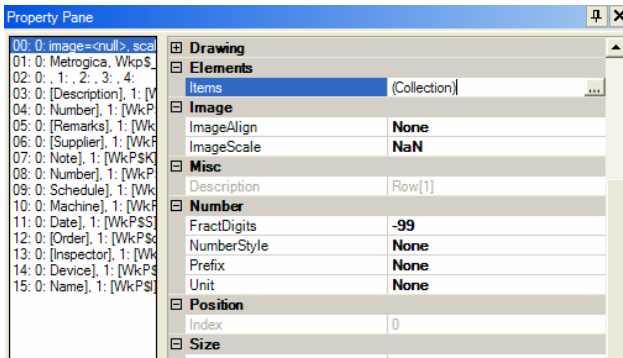 Property Pane
00: 0: image=<null>, scal
01: 0: Metrogica, Wkp$_
02: 0: , 1: , 2: , 3: , 4:
03: 0: [Description], 1: [W
04: 0: Number], 1: [WkP
05: 0: [Remarks], 1: [Wk
06: 0: [Supplier], 1: [WkF
07: 0: Note], 1: [WkP$K]
08: 0: Number], 1: [WkP
09: 0: Schedule], 1: [Wk
10: 0: Machine], 1: [WkF
11: 0: Date], 1: [WkP$S]
12: 0: [Order], 1: [WkP$c
13: 0: [Inspector], 1: [Wk
14: 0: Device], 1: [WkP$
15: 0: Name], 1: [WkP$I]
Drawing
Elements
Items (Collection) ...
Image
ImageAlign None
ImageScale NaN
Misc
Description Row[1]
Number
FractDigits -99
NumberStyle None
Prefix None
Unit None
Position
Index 0
Size